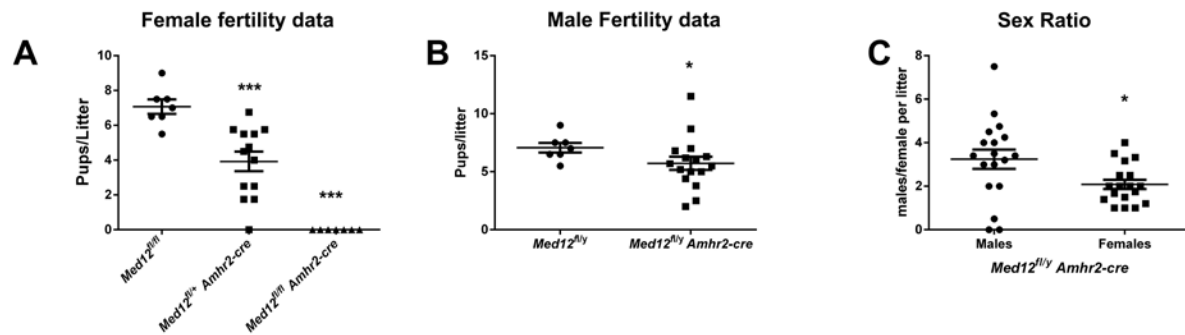 Female fertility data
A
Pups/Litter
10
8
6
4
2
0
***
***
Med12fl/fl
Med12fl/+ Amhr2-cre
Med12fl/fl Amhr2-cre
Male Fertility data
B
Pups/litter
15
10
5
0
*
Med12fl/y
Med12fl/y Amhr2-cre
Sex Ratio
C
males/female per litter
8
6
4
2
0
*
Males
Females
Med12fl/y Amhr2-cre